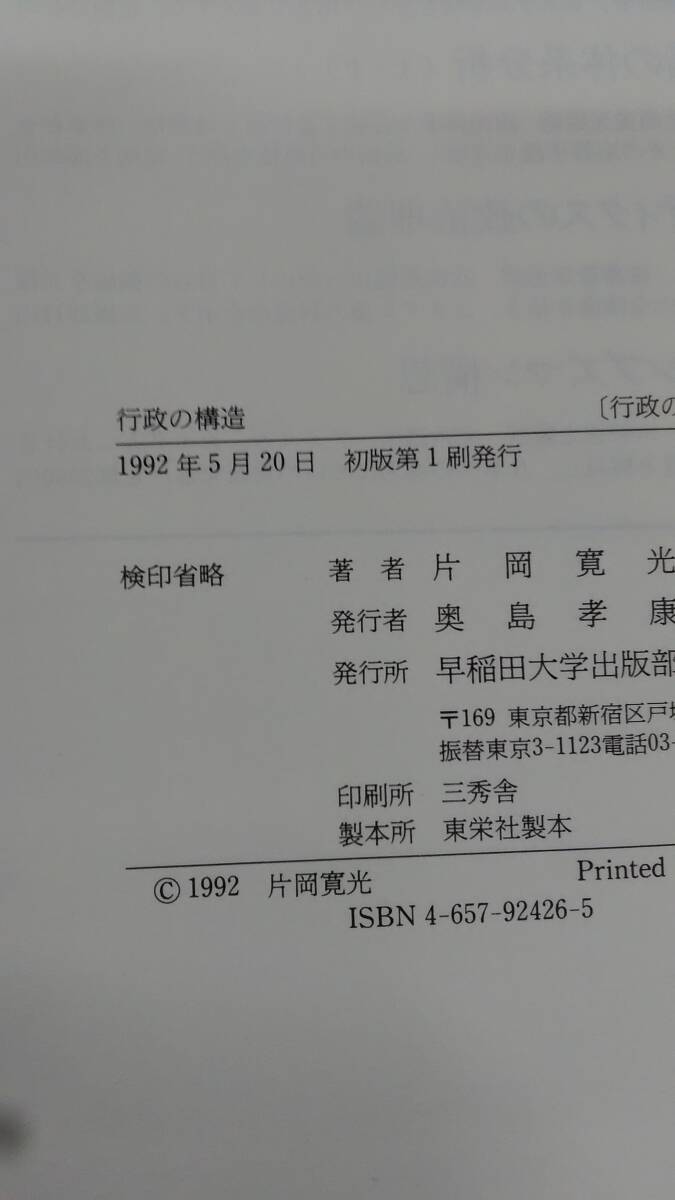 行政の構造 〔行政の
1992年5月20日 初版第1刷発行
検印省略 著者 片岡寛光
発行者 奥島孝康
発行所 早稲田大学出版部
〒169 東京都新宿区戸塚
振替東京3-1123電話03-
印刷所 三秀舎
製本所 東栄社製本
©1992 片岡寛光 Printed
ISBN 4-657-92426-5